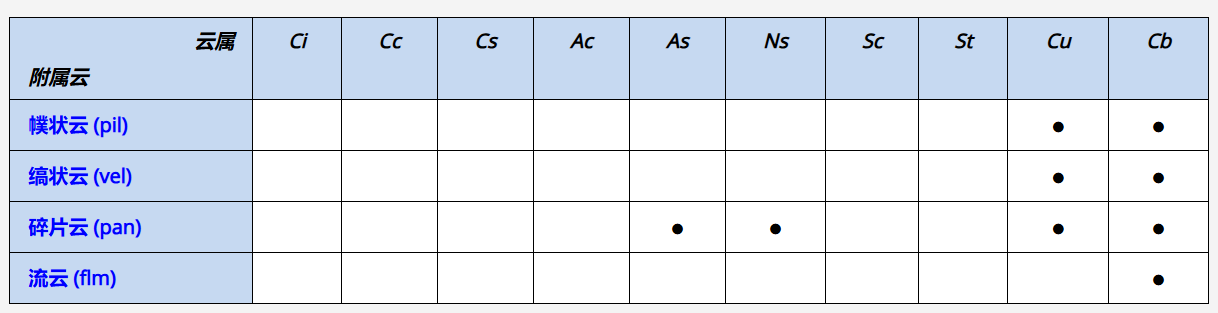 云属 Ci Cc Cs Ac As Ns Sc St Cu Cb
附属云
幞状云 (pil) ● ●
缟状云 (vel) ● ●
碎片云 (pan) ● ● ● ●
流云 (flm) ●